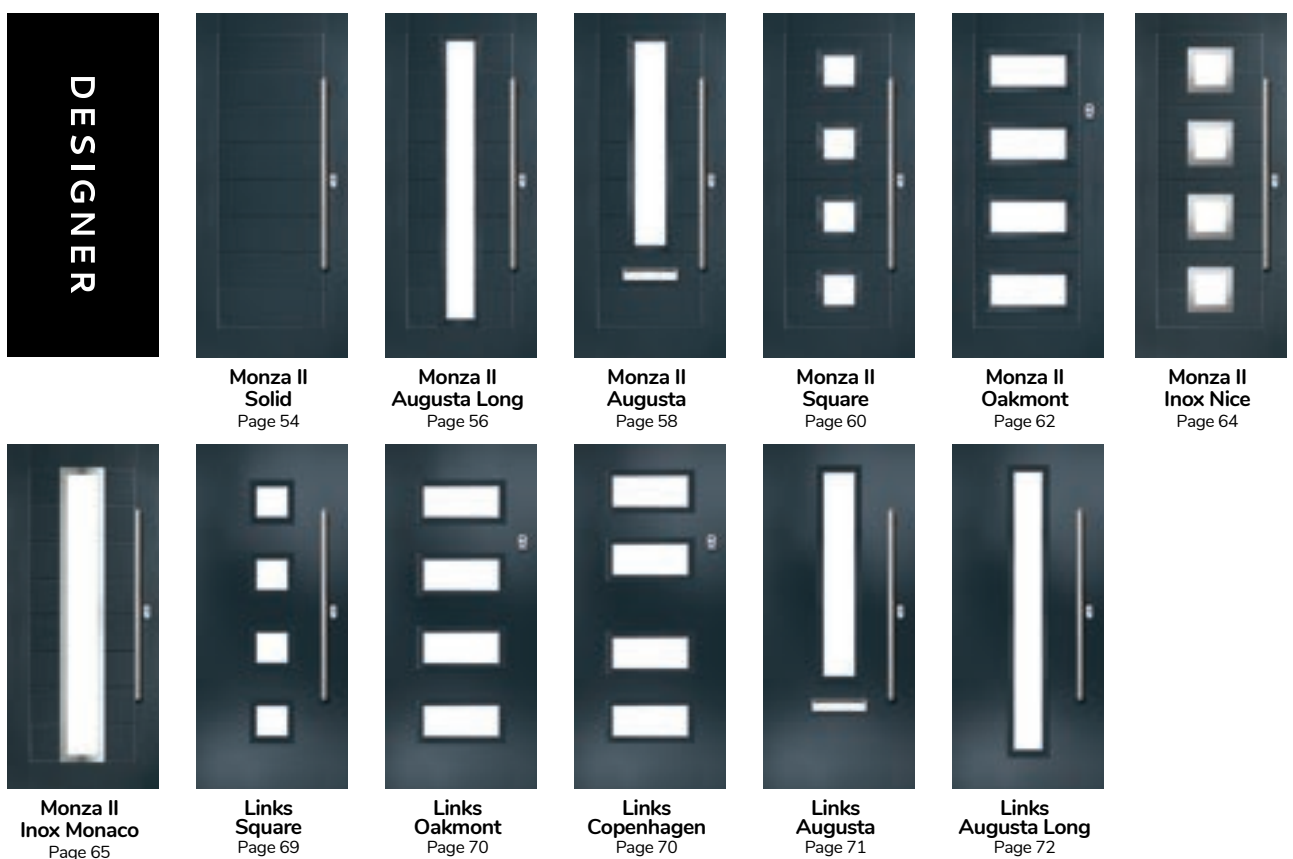 DESIGNER
Monza II
Solid
Page 54
Monza II
Augusta Long
Page 56
Monza II
Augusta
Page 58
Monza II
Square
Page 60
Monza II
Oakmont
Page 62
Monza II
Inox Nice
Page 64
Monza II
Inox Monaco
Page 65
Links
Square
Page 69
Links
Oakmont
Page 70
Links
Copenhagen
Page 70
Links
Augusta
Page 71
Links
Augusta Long
Page 72